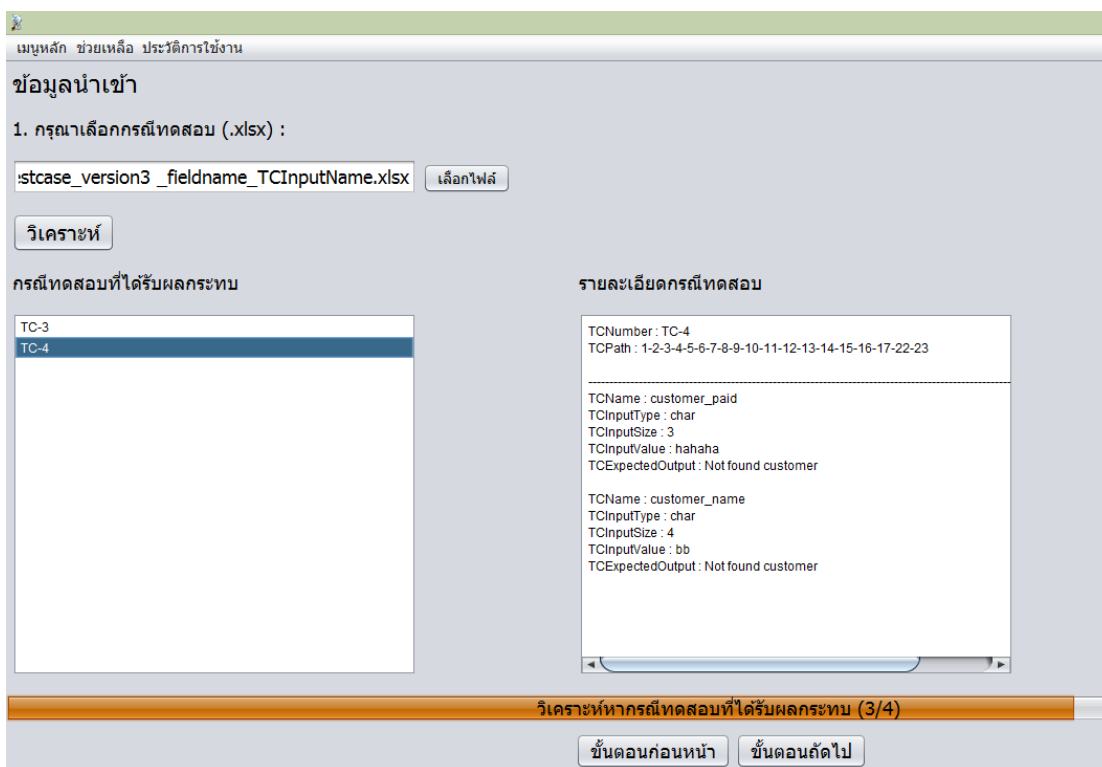 เมนูหลัก ช่วยเหลือ ประวัติการใช้งาน
ข้อมูลนำเข้า
1. กรุณาเลือกกรณีทดสอบ (.xlsx) :
stcase_version3 _fieldname_TCInputName.xlsx เลือกไฟล์
วิเคราะห์
กรณีทดสอบที่ได้รับผลกระทบ
TC-3
TC-4
รายละเอียดกรณีทดสอบ
TCNumber : TC-4
TCPath : 1-2-3-4-5-6-7-8-9-10-11-12-13-14-15-16-17-22-23
TCName : customer_paid
TCInputType : char
TCInputSize : 3
TCInputValue : hahaha
TCExpectedOutput : Not found customer
TCName : customer_name
TCInputType : char
TCInputSize : 4
TCInputValue : bb
TCExpectedOutput : Not found customer
วิเคราะห์หากรณีทดสอบที่ได้รับผลกระทบ (3/4)
ขั้นตอนก่อนหน้า ขั้นตอนถัดไป